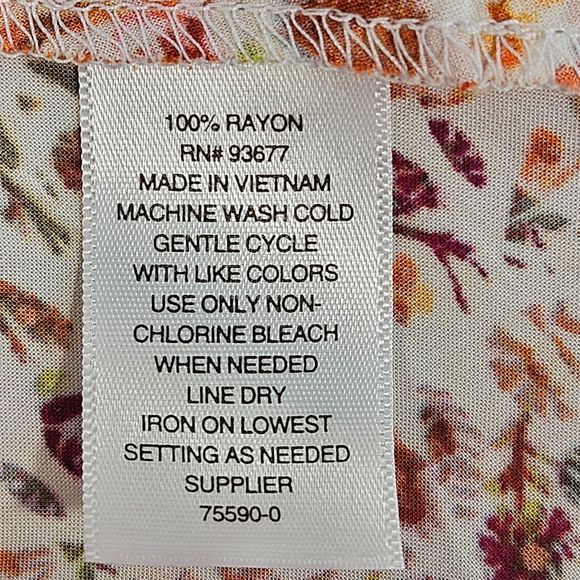 100% RAYON
RN# 93677
MADE IN VIETNAM
MACHINE WASH COLD
GENTLE CYCLE
WITH LIKE COLORS
USE ONLY NON-
CHLORINE BLEACH
WHEN NEEDED
LINE DRY
IRON ON LOWEST
SETTING AS NEEDED
SUPPLIER
75590-0